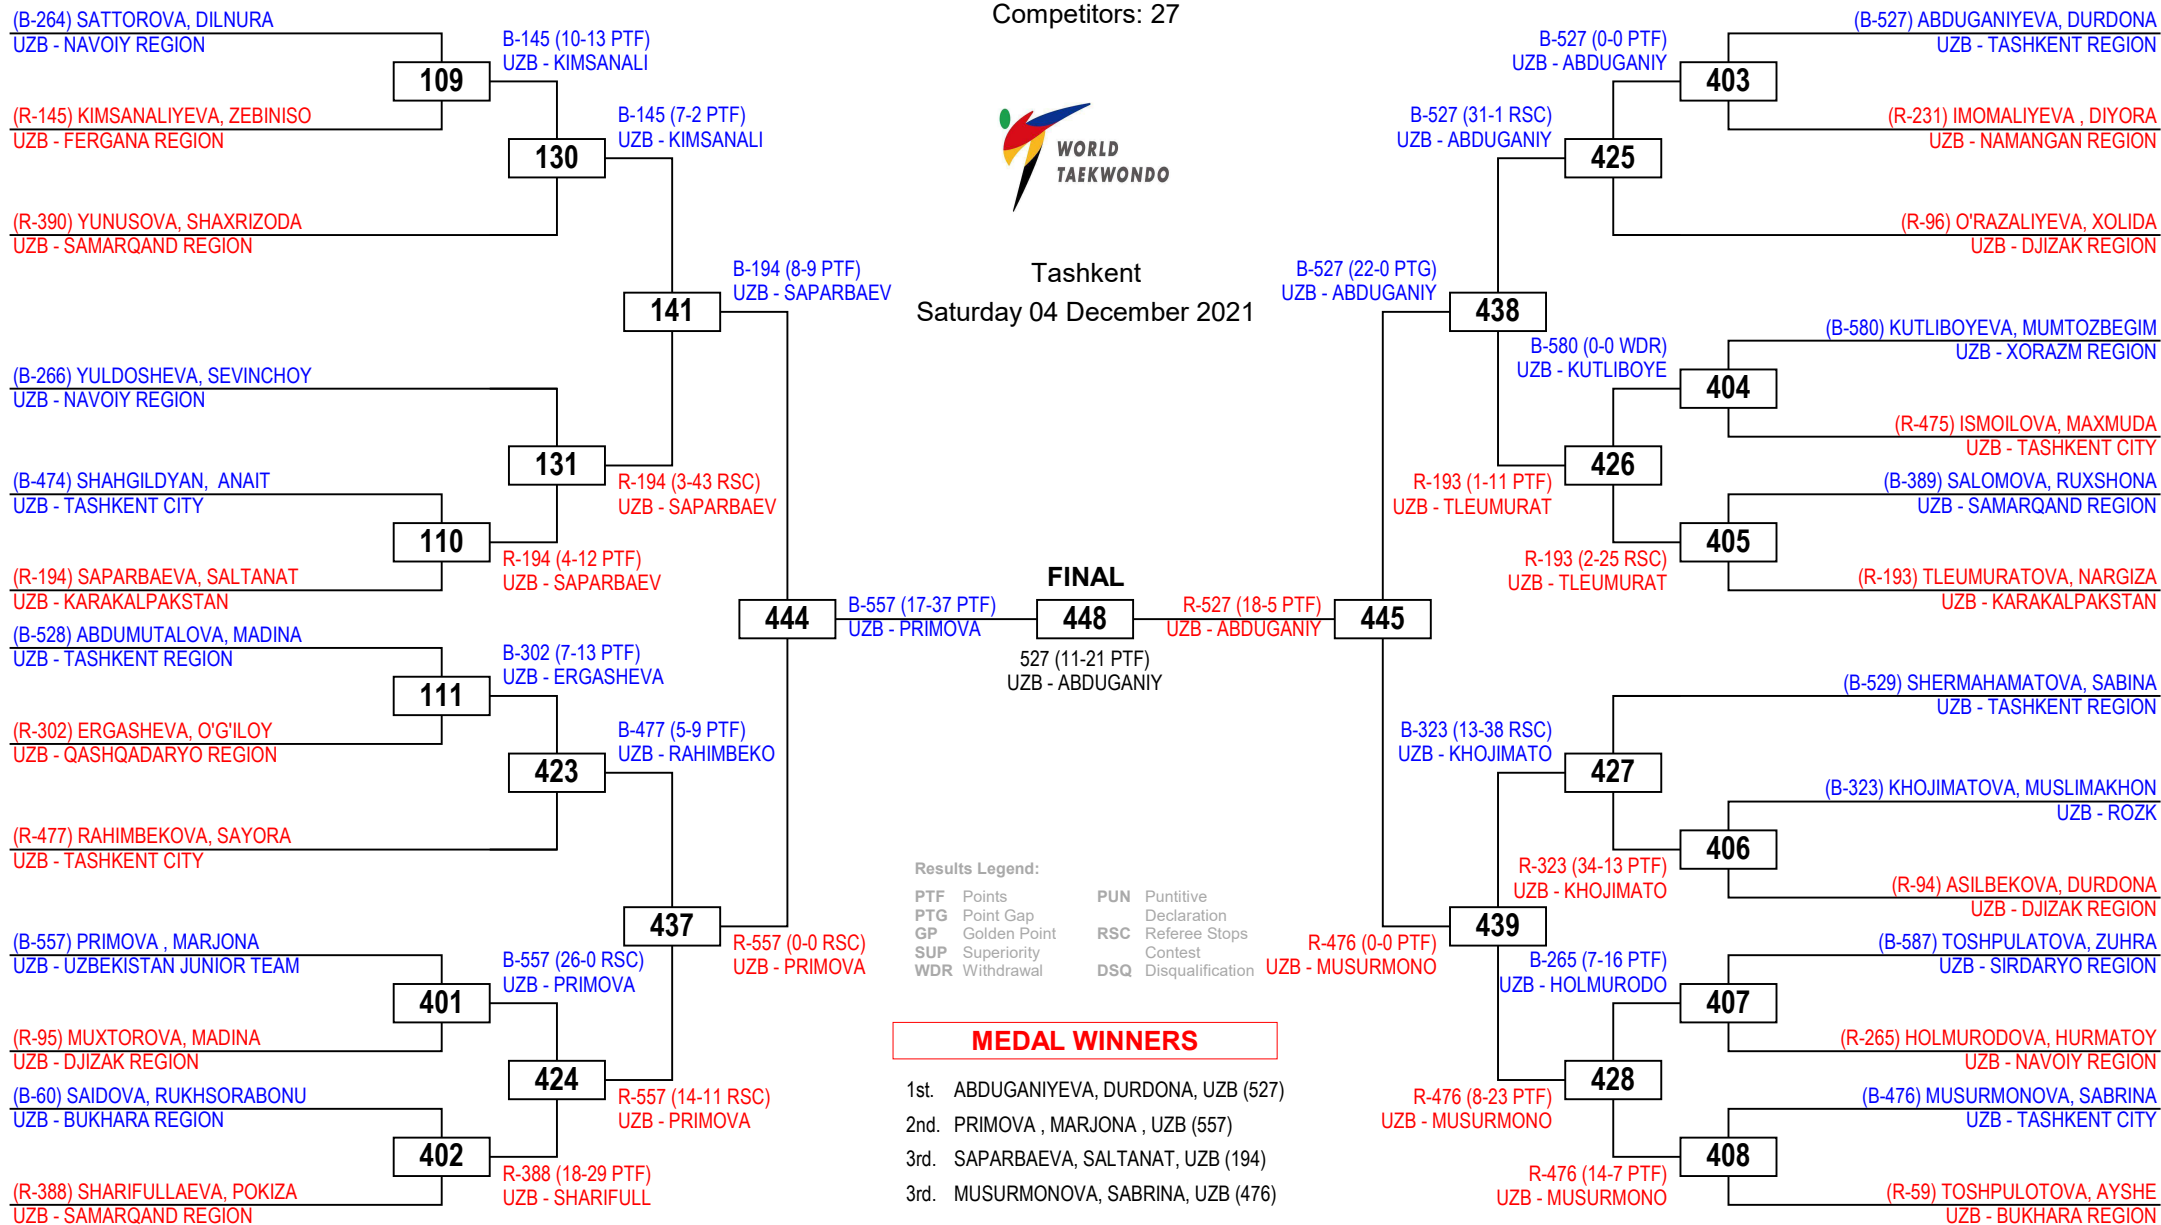 Competitors: 27
WORLD
TAEKWONDO
Tashkent
Saturday 04 December 2021
(B-264) SATTOROVA, DILNURA
UZB - NAVOIY REGION
(R-145) KIMSANALIYEVA, ZEBINISO
UZB - FERGANA REGION
(R-390) YUNUSOVA, SHAXRIZODA
UZB - SAMARQAND REGION
(B-266) YULDOSHEVA, SEVINCHOY
UZB - NAVOIY REGION
(B-474) SHAHGILDYAN, ANAIT
UZB - TASHKENT CITY
(R-194) SAPARBAEVA, SALTANAT
UZB - KARAKALPAKSTAN
(B-528) ABDUMUTALOVA, MADINA
UZB - TASHKENT REGION
(R-302) ERGASHEVA, O'G'ILOY
UZB - QASHQADARYO REGION
(R-477) RAHIMBEKOVA, SAYORA
UZB - TASHKENT CITY
(B-557) PRIMOVA , MARJONA
UZB - UZBEKISTAN JUNIOR TEAM
(R-95) MUXTOROVA, MADINA
UZB - DJIZAK REGION
(B-60) SAIDOVA, RUKHSORABONU
UZB - BUKHARA REGION
(R-388) SHARIFULLAEVA, POKIZA
UZB - SAMARQAND REGION
109
110
111
401
402
B-145 (10-13 PTF)
UZB - KIMSANALI
R-194 (4-12 PTF)
UZB - SAPARBAEV
B-302 (7-13 PTF)
UZB - ERGASHEVA
B-557 (26-0 RSC)
UZB - PRIMOVA
R-388 (18-29 PTF)
UZB - SHARIFULL
130
131
423
424
B-145 (7-2 PTF)
UZB - KIMSANALI
R-194 (3-43 RSC)
UZB - SAPARBAEV
B-477 (5-9 PTF)
UZB - RAHIMBEKO
R-557 (14-11 RSC)
UZB - PRIMOVA
141
437
B-194 (8-9 PTF)
UZB - SAPARBAEV
R-557 (0-0 RSC)
UZB - PRIMOVA
444
B-557 (17-37 PTF)
UZB - PRIMOVA
FINAL
448
527 (11-21 PTF)
UZB - ABDUGANIY
R-527 (18-5 PTF)
UZB - ABDUGANIY
445
B-527 (22-0 PTG)
UZB - ABDUGANIY
R-476 (0-0 PTF)
UZB - MUSURMONO
438
439
B-527 (31-1 RSC)
UZB - ABDUGANIY
R-193 (1-11 PTF)
UZB - TLEUMURAT
B-323 (13-38 RSC)
UZB - KHOJIMATO
R-476 (8-23 PTF)
UZB - MUSURMONO
425
426
427
428
B-527 (0-0 PTF)
UZB - ABDUGANIY
B-580 (0-0 WDR)
UZB - KUTLIBOYE
R-193 (2-25 RSC)
UZB - TLEUMURAT
R-323 (34-13 PTF)
UZB - KHOJIMATO
B-265 (7-16 PTF)
UZB - HOLMURODO
R-476 (14-7 PTF)
UZB - MUSURMONO
403
404
405
406
407
408
(B-527) ABDUGANIYEVA, DURDONA
UZB - TASHKENT REGION
(R-231) IMOMALIYEVA , DIYORA
UZB - NAMANGAN REGION
(R-96) O'RAZALIYEVA, XOLIDA
UZB - DJIZAK REGION
(B-580) KUTLIBOYEVA, MUMTOZBEGIM
UZB - XORAZM REGION
(R-475) ISMOILOVA, MAXMUDA
UZB - TASHKENT CITY
(B-389) SALOMOVA, RUXSHONA
UZB - SAMARQAND REGION
(R-193) TLEUMURATOVA, NARGIZA
UZB - KARAKALPAKSTAN
(B-529) SHERMAHAMATOVA, SABINA
UZB - TASHKENT REGION
(B-323) KHOJIMATOVA, MUSLIMAKHON
UZB - ROZK
(R-94) ASILBEKOVA, DURDONA
UZB - DJIZAK REGION
(B-587) TOSHPULATOVA, ZUHRA
UZB - SIRDARYO REGION
(R-265) HOLMURODOVA, HURMATOY
UZB - NAVOIY REGION
(B-476) MUSURMONOVA, SABRINA
UZB - TASHKENT CITY
(R-59) TOSHPULOTOVA, AYSHE
UZB - BUKHARA REGION
Results Legend:
PTF Points
PTG Point Gap
GP Golden Point
SUP Superiority
WDR Withdrawal
PUN Puntitive
Declaration
RSC Referee Stops
Contest
DSQ Disqualification
MEDAL WINNERS
1st. ABDUGANIYEVA, DURDONA, UZB (527)
2nd. PRIMOVA , MARJONA , UZB (557)
3rd. SAPARBAEVA, SALTANAT, UZB (194)
3rd. MUSURMONOVA, SABRINA, UZB (476)